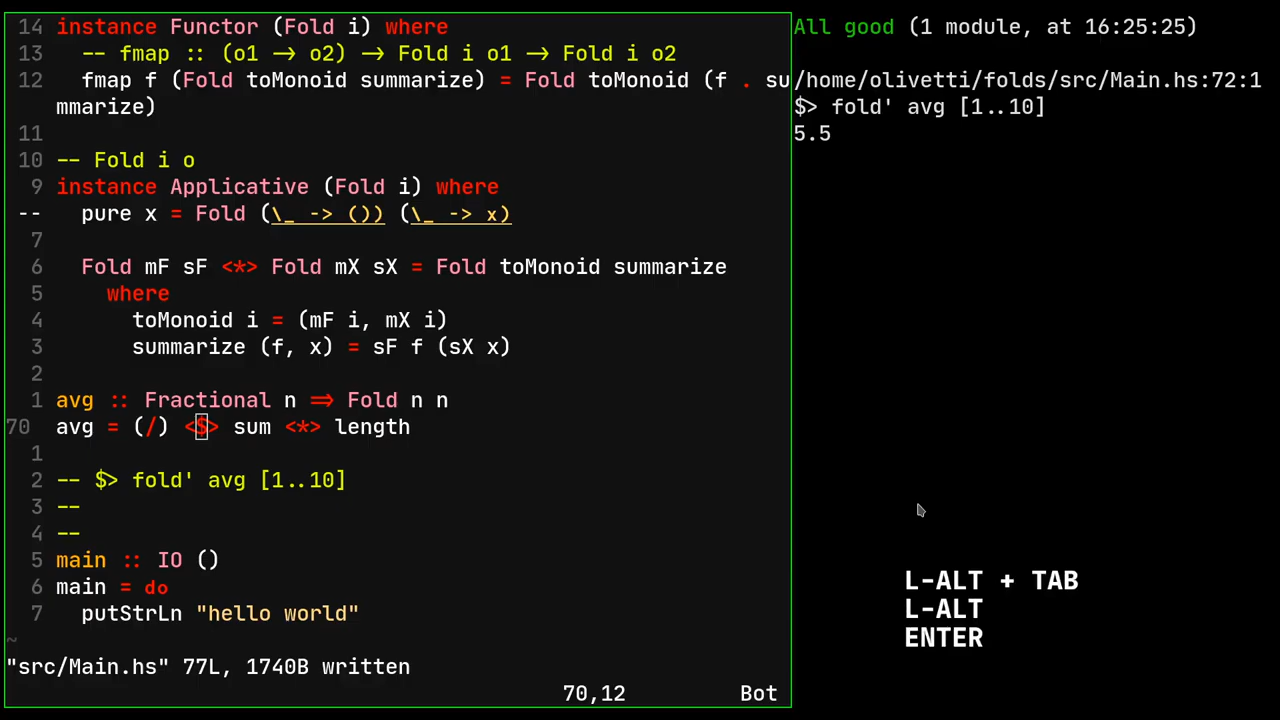 14 instance Functor (Fold i) where
13   -- fmap :: (o1 -> o2) -> Fold i o1 -> Fold i o2
12   fmap f (Fold toMonoid summarize) = Fold toMonoid (f . su
mmarize)
11
10 -- Fold i o
9 instance Applicative (Fold i) where
--   pure x = Fold (\_ -> ()) (\_ -> x)
7
6   Fold mF sF <*> Fold mX sX = Fold toMonoid summarize
5     where
4       toMonoid i = (mF i, mX i)
3       summarize (f, x) = sF f (sX x)
2
1 avg :: Fractional n => Fold n n
70 avg = (/) <$> sum <*> length
1
2 -- $> fold' avg [1..10]
3 --
4 --
5 main :: IO ()
6 main = do
7   putStrLn "hello world"
~
"src/Main.hs" 77L, 1740B written
70,12 Bot
All good (1 module, at 16:25:25)
/home/olivetti/folds/src/Main.hs:72:1
$> fold' avg [1..10]
5.5
L-ALT + TAB
L-ALT
ENTER